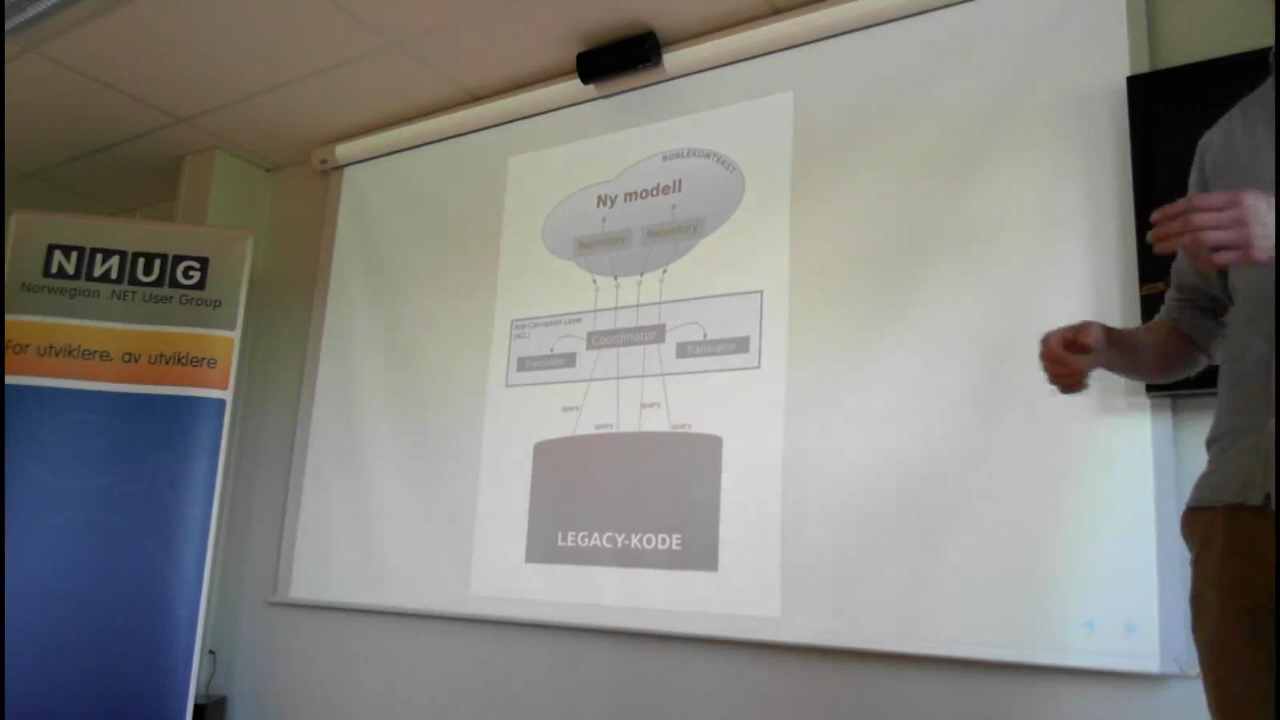 NNUG
Norwegian .NET User Group
For utviklere, av utviklere
BOBLEKONTEKST
Ny modell
Repository
Repository
Anti Corruption Layer
(ACL)
Coordinator
Translator
Translator
query
query
query
query
LEGACY-KODE